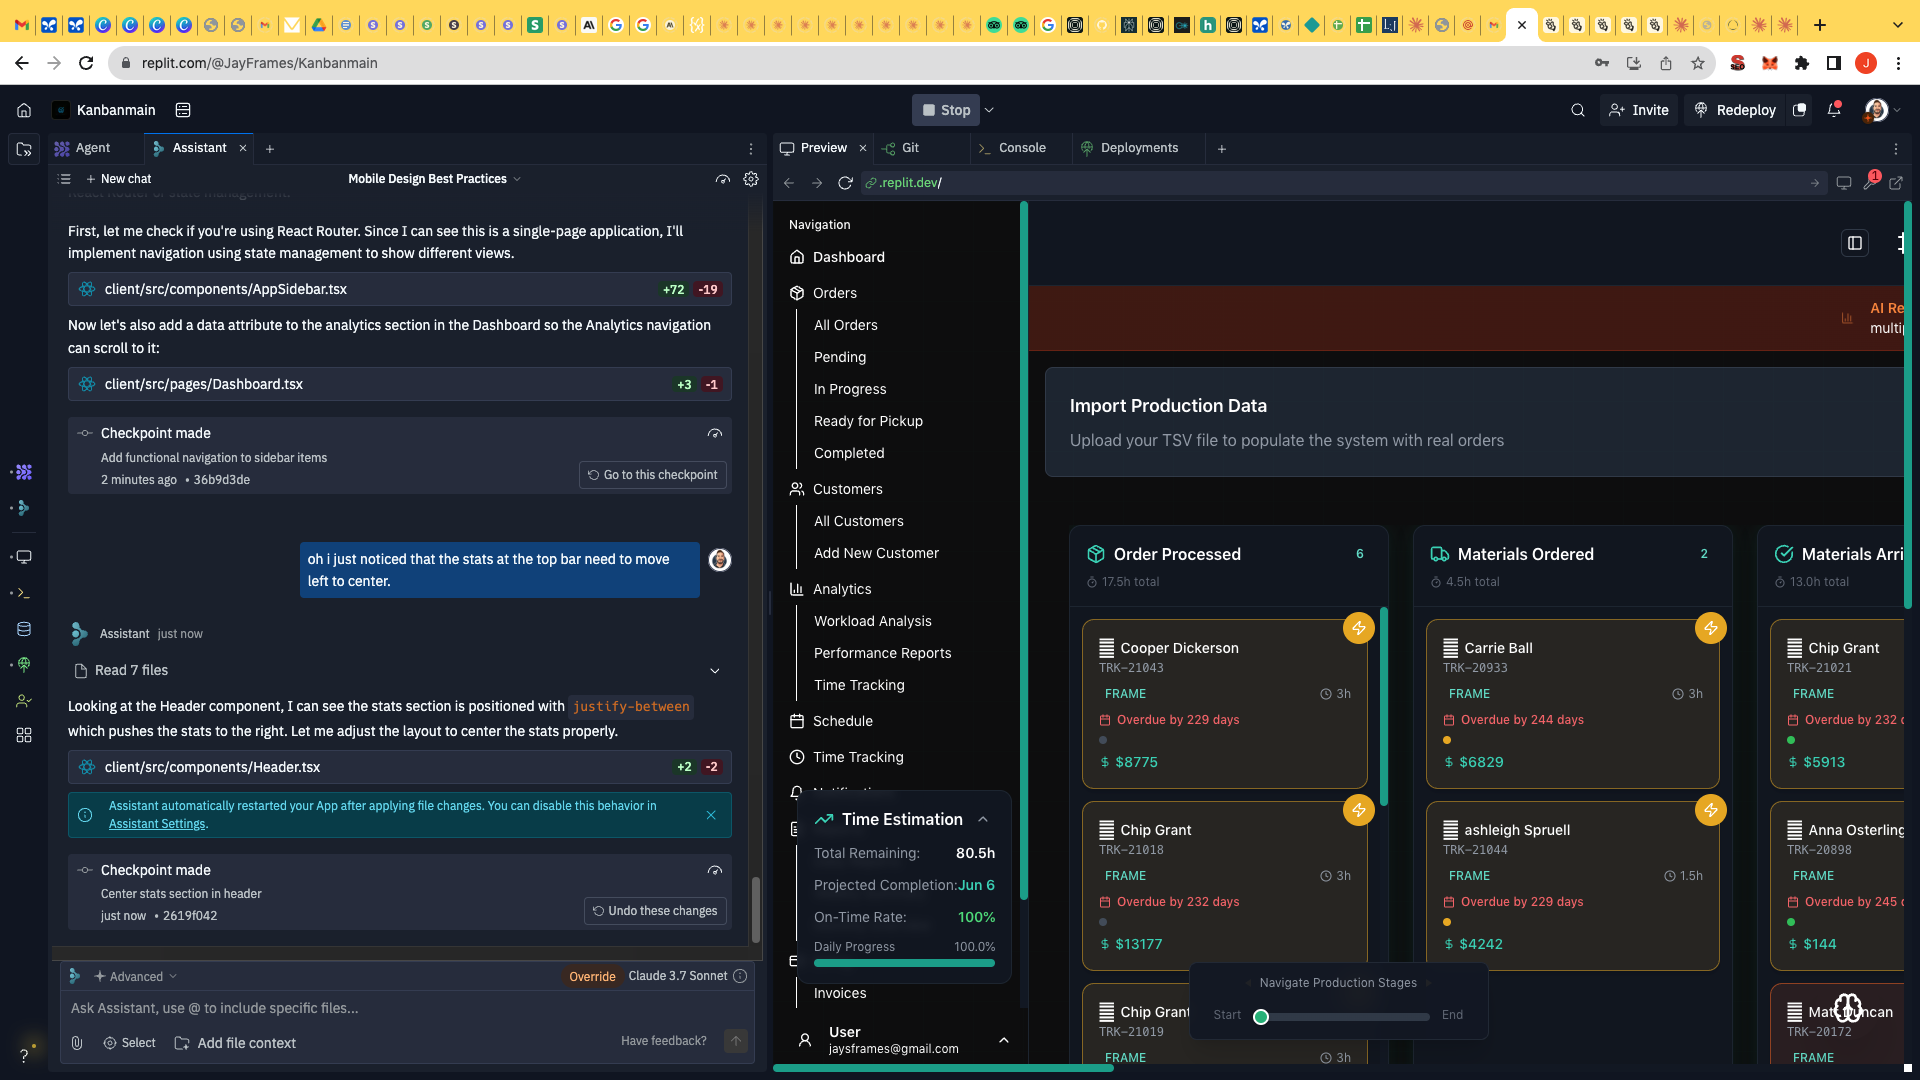 replit.com/@JayFrames/Kanbanmain
Kanbanmain
Stop
Invite
Redeploy
Agent
Assistant
New chat
Mobile Design Best Practices
First, let me check if you're using React Router. Since I can see this is a single-page application, I'll
implement navigation using state management to show different views.
client/src/components/AppSidebar.tsx +72 -19
Now let's also add a data attribute to the analytics section in the Dashboard so the Analytics navigation
can scroll to it:
client/src/pages/Dashboard.tsx +3 -1
Checkpoint made
Add functional navigation to sidebar items
2 minutes ago • 36b9d3de
Go to this checkpoint
oh i just noticed that the stats at the top bar need to move
left to center.
Assistant just now
Read 7 files
Looking at the Header component, I can see the stats section is positioned with justify-between
which pushes the stats to the right. Let me adjust the layout to center the stats properly.
client/src/components/Header.tsx +2 -2
Assistant automatically restarted your App after applying file changes. You can disable this behavior in
Assistant Settings.
Checkpoint made
Center stats section in header
just now • 2619f042
Undo these changes
Advanced
Override Claude 3.7 Sonnet
Ask Assistant, use @ to include specific files...
Select
Add file context
Have feedback?
Preview
Git
Console
Deployments
.replit.dev/
1
Navigation
Dashboard
Orders
All Orders
Pending
In Progress
Ready for Pickup
Completed
Customers
All Customers
Add New Customer
Analytics
Workload Analysis
Performance Reports
Time Tracking
Schedule
Time Tracking
Time Estimation
Total Remaining: 80.5h
Projected Completion: Jun 6
On-Time Rate: 100%
Daily Progress 100.0%
Invoices
User
jaysframes@gmail.com
AI Re
multip
Import Production Data
Upload your TSV file to populate the system with real orders
Order Processed 6
17.5h total
Cooper Dickerson
TRK-21043
FRAME 3h
Overdue by 229 days
$8775
Chip Grant
TRK-21018
FRAME 3h
Overdue by 232 days
$13177
Chip Grant
TRK-21019
FRAME 3h
Materials Ordered 2
4.5h total
Carrie Ball
TRK-20933
FRAME 3h
Overdue by 244 days
$6829
ashleigh Spruell
TRK-21044
FRAME 1.5h
Overdue by 229 days
$4242
Materials Arri
13.0h total
Chip Grant
TRK-21021
FRAME
Overdue by 232 d
$5913
Anna Osterling
TRK-20898
FRAME
Overdue by 245 d
$144
TRK-20172
FRAME
Navigate Production Stages
Start
End